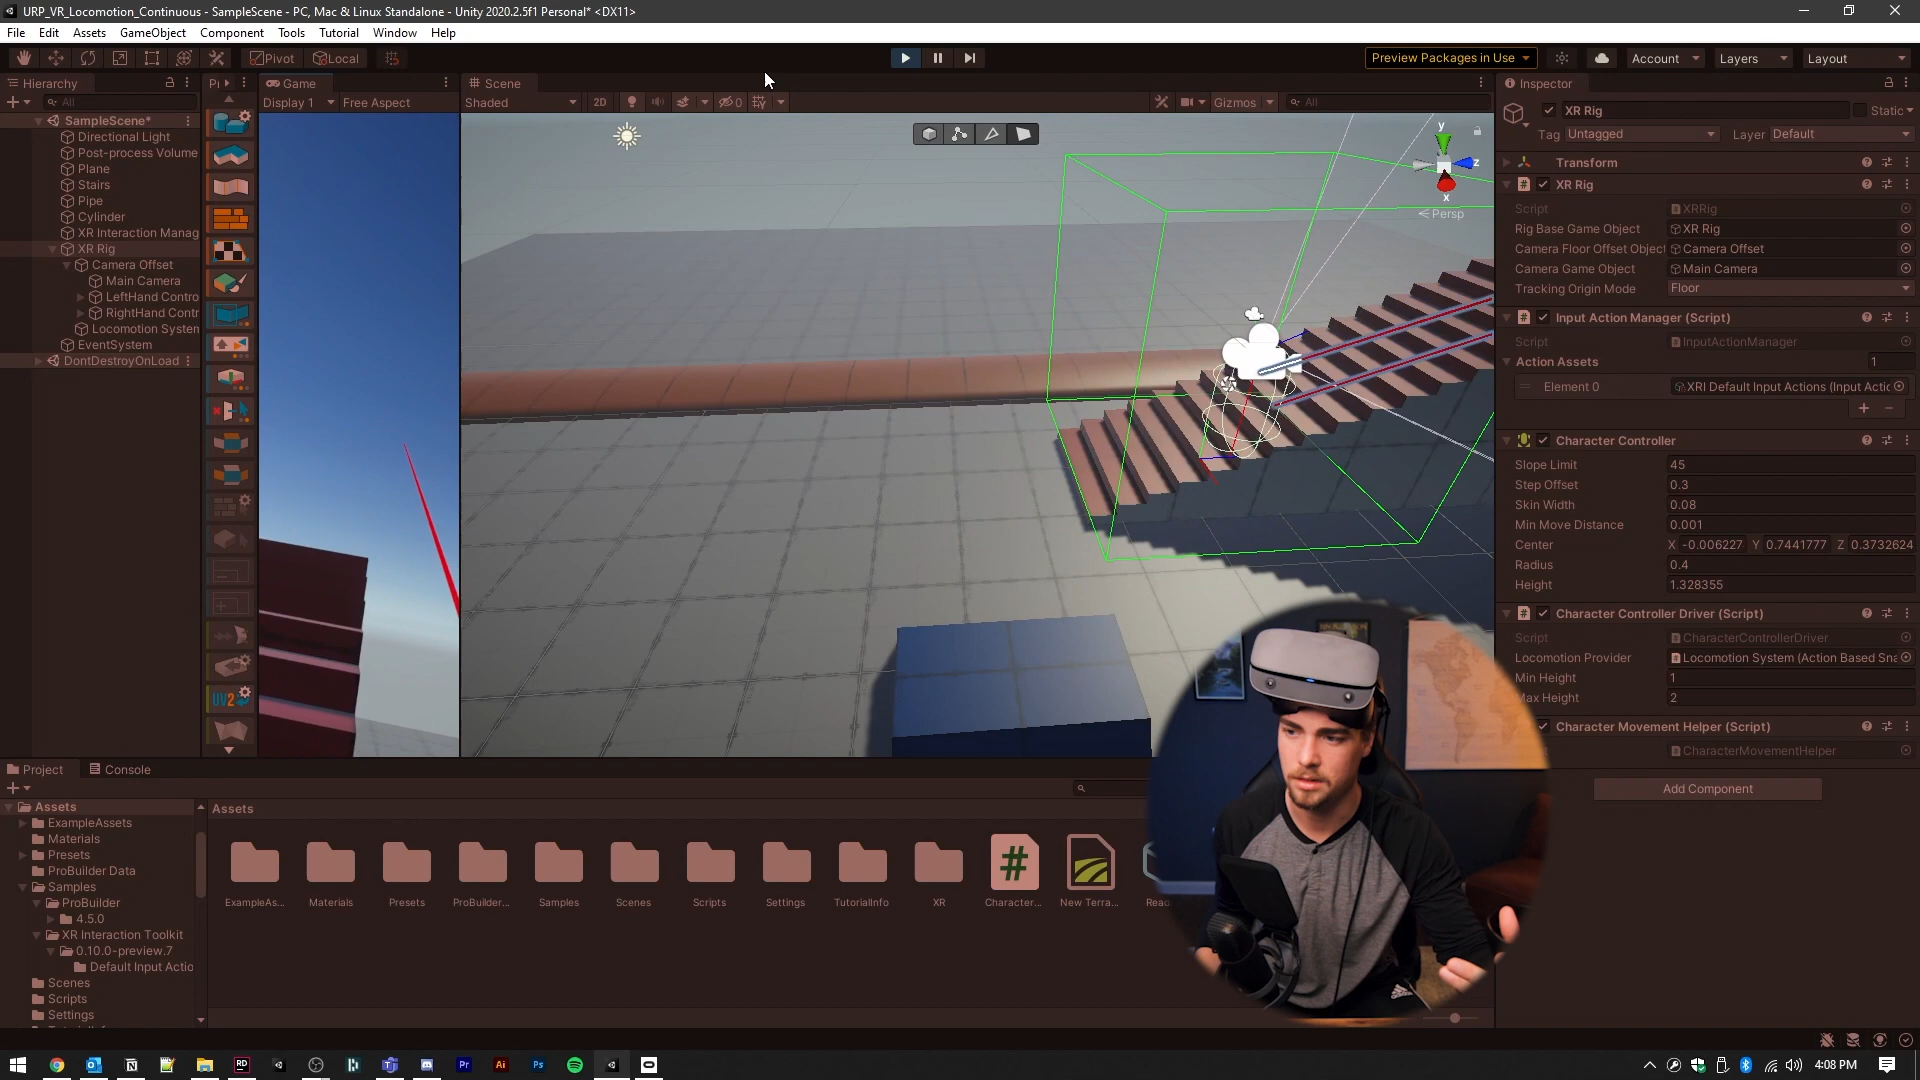 URP_VR_Locomotion_Continuous - SampleScene - PC, Mac & Linux Standalone - Unity 2020.2.5f1 Personal* <DX11>
File Edit Assets GameObject Component Tools Tutorial Window Help
Pivot Local Preview Packages in Use Account Layers Layout
Hierarchy
All
SampleScene*
Directional Light
Post-process Volume
Plane
Stairs
Pipe
Cylinder
XR Interaction Manag
XR Rig
Camera Offset
Main Camera
LeftHand Contro
RightHand Contr
Locomotion System
EventSystem
DontDestroyOnLoad
UV2
Game
Display 1 Free Aspect
Scene
Shaded 2D 0 Gizmos All
y
z
x
Persp
Inspector
XR Rig Static
Tag Untagged Layer Default
Transform
XR Rig
Script XRRig
Rig Base Game Object XR Rig
Camera Floor Offset Object Camera Offset
Camera Game Object Main Camera
Tracking Origin Mode Floor
Input Action Manager (Script)
Script InputActionManager
Action Assets 1
Element 0 XRI Default Input Actions (Input Actic
Character Controller
Slope Limit 45
Step Offset 0.3
Skin Width 0.08
Min Move Distance 0.001
Center X -0.006227 Y 0.7441777 Z 0.3732624
Radius 0.4
Height 1.328355
Character Controller Driver (Script)
Script CharacterControllerDriver
Locomotion Provider Locomotion System (Action Based Sna
Min Height 1
Max Height 2
Character Movement Helper (Script)
CharacterMovementHelper
Add Component
Project Console
Assets
ExampleAssets
Materials
Presets
ProBuilder Data
Samples
ProBuilder
4.5.0
XR Interaction Toolkit
0.10.0-preview.7
Default Input Actio
Scenes
Scripts
Settings
Assets
ExampleAs... Materials Presets ProBuilder... Samples Scenes Scripts Settings TutorialInfo XR Character... New Terra... Rea
RD Pr Ai Ps
4:08 PM